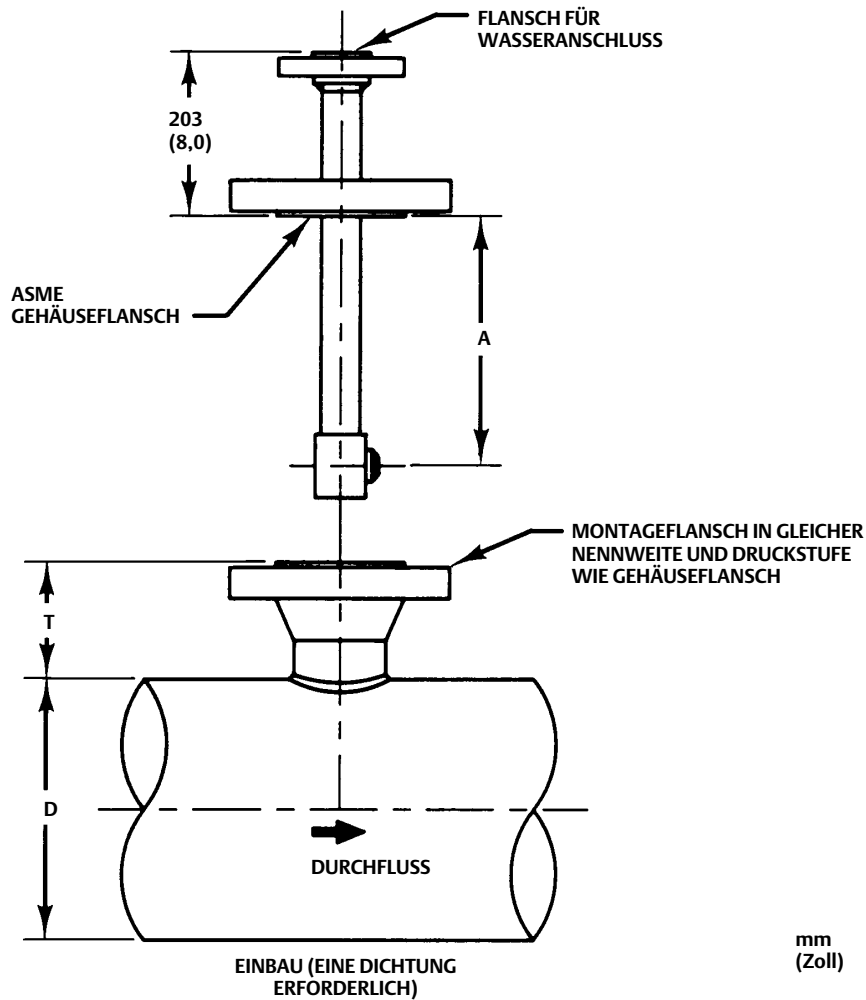 FLANSCH FÜR
WASSERANSCHLUSS
203
(8,0)
ASME
GEHÄUSEFLANSCH
A
MONTAGEFLANSCH IN GLEICHER
NENNWEITE UND DRUCKSTUFE
WIE GEHÄUSEFLANSCH
T
D
DURCHFLUSS
EINBAU (EINE DICHTUNG
ERFORDERLICH)
mm
(Zoll)